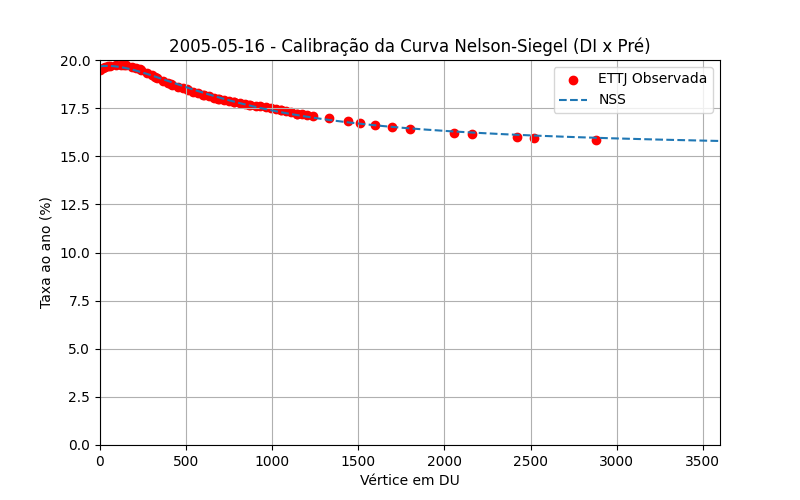 2005-05-16 - Calibração da Curva Nelson-Siegel (DI x Pré)
ETTJ Observada
NSS
20.0
17.5
15.0
12.5
10.0
7.5
5.0
2.5
0.0
Taxa ao ano (%)
0 500 1000 1500 2000 2500 3000 3500
Vértice em DU